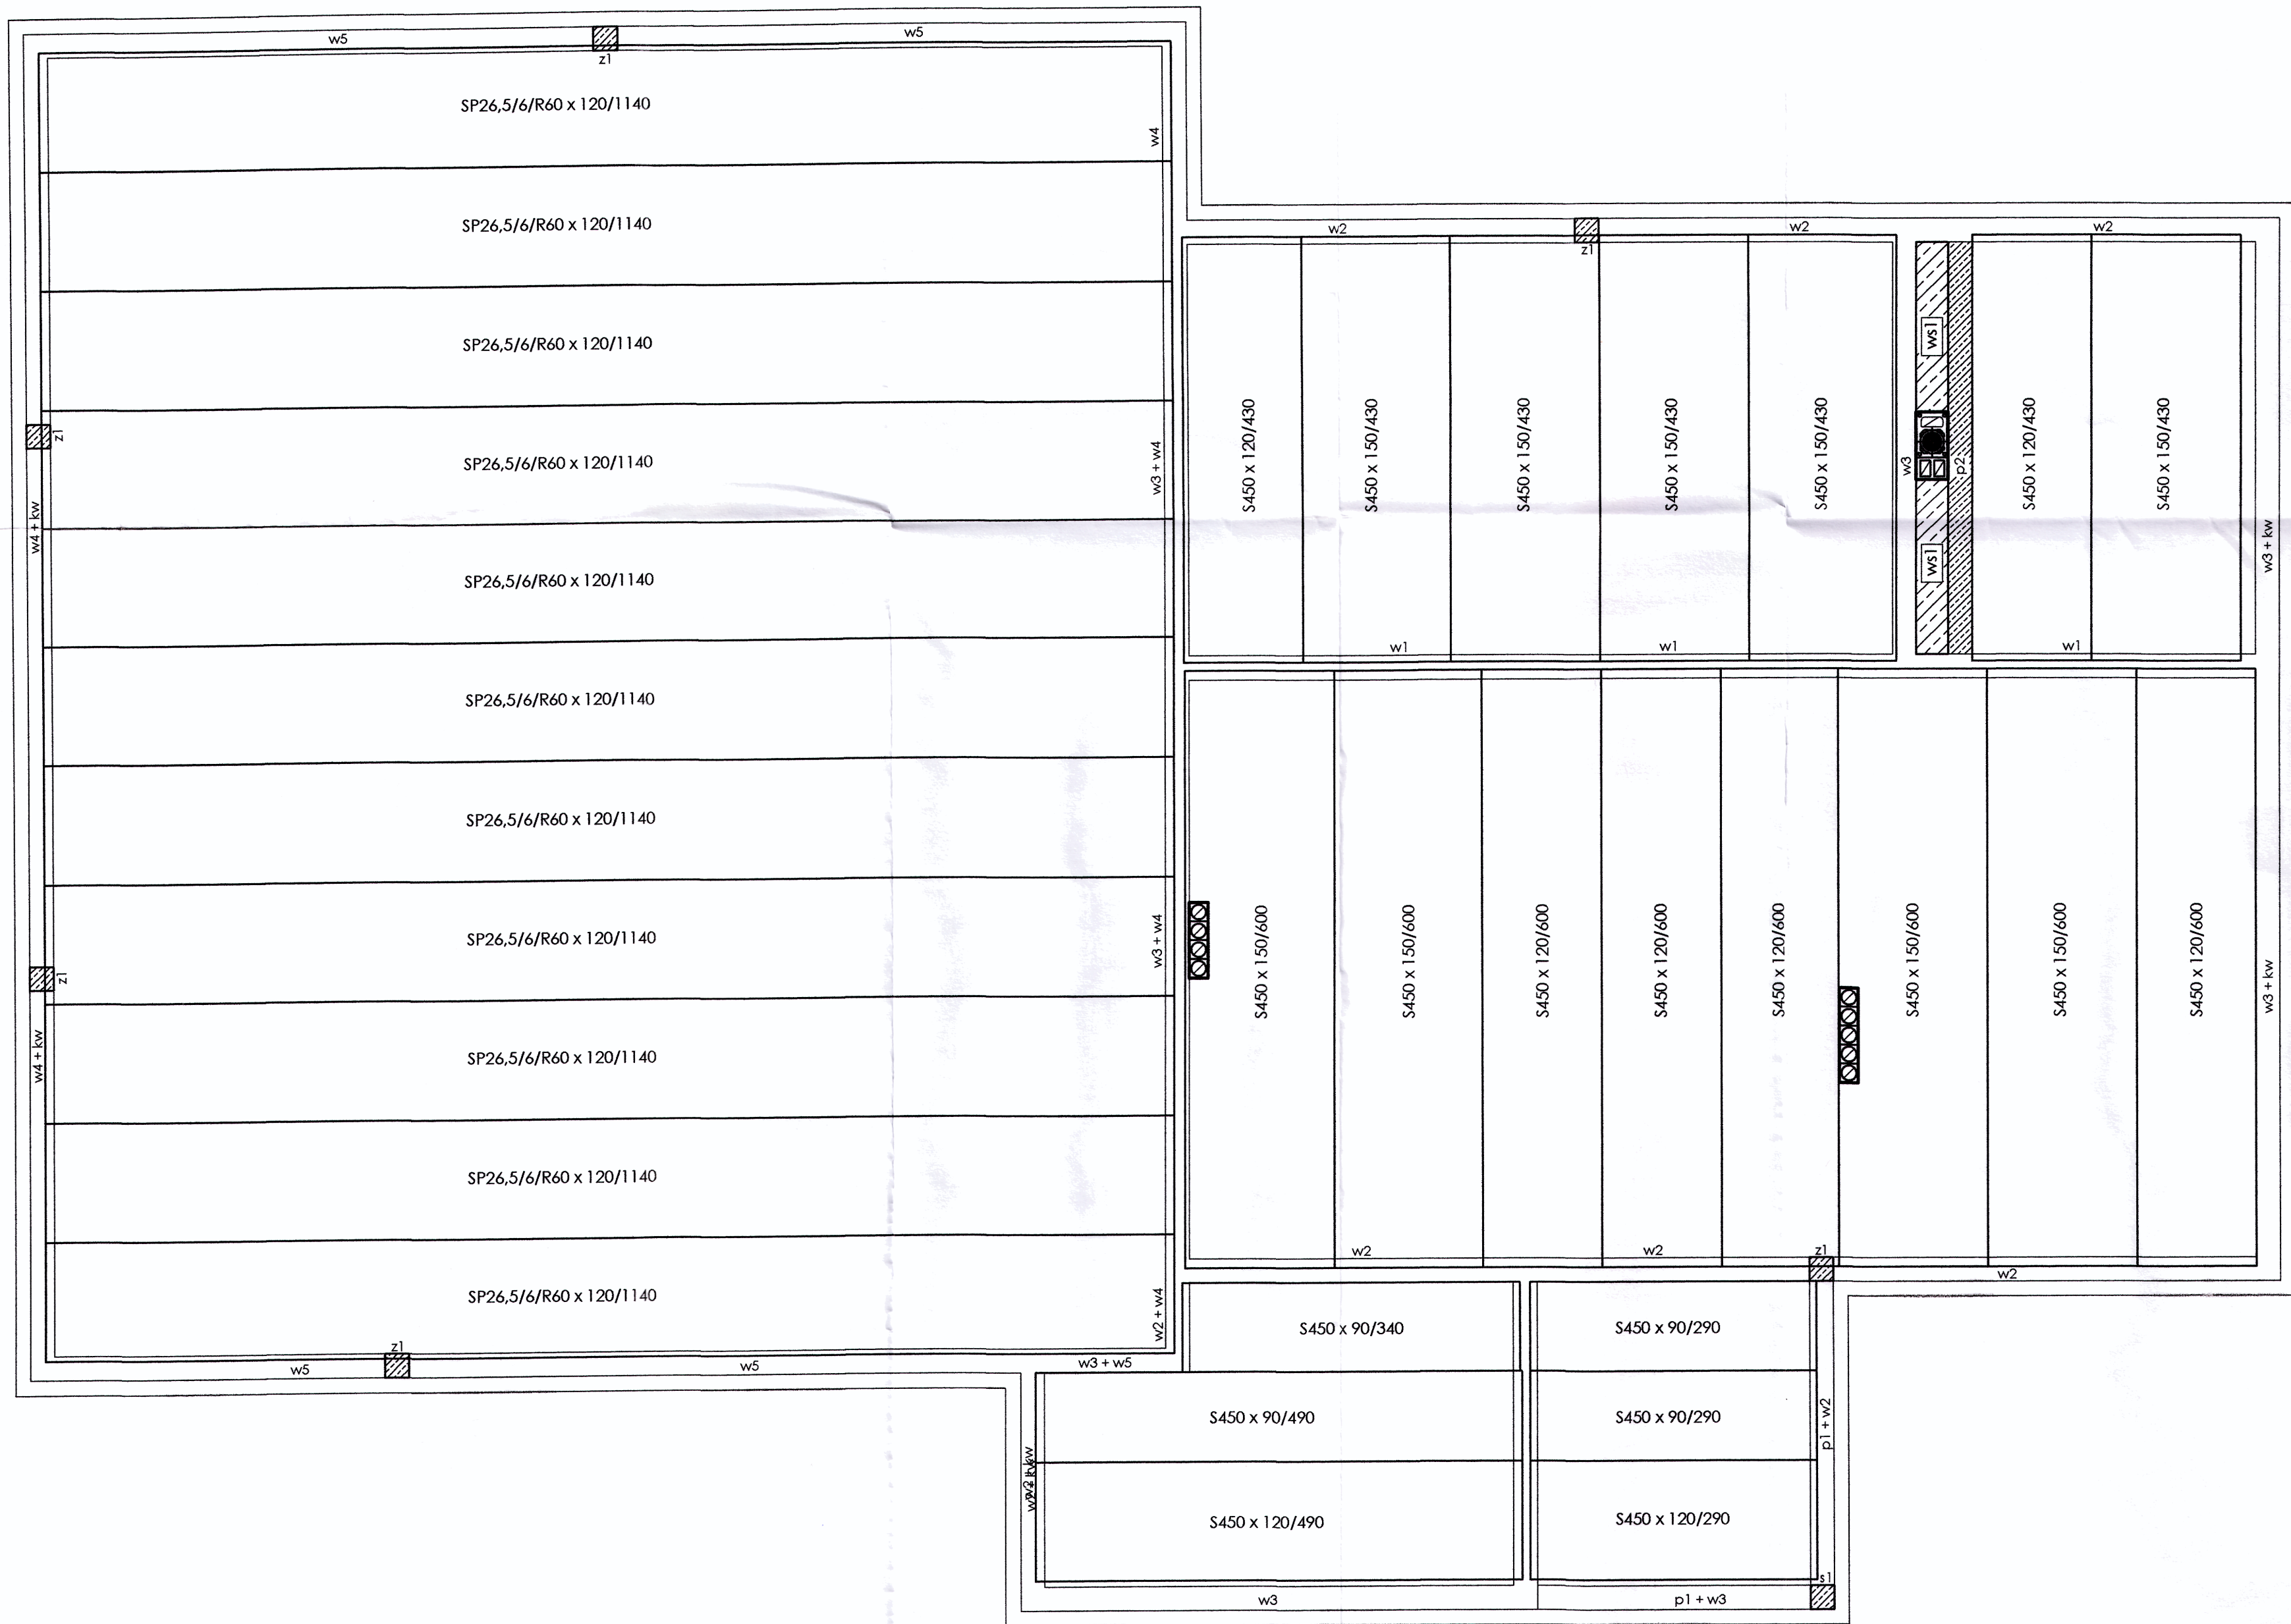 w5
w5
z1
SP26,5/6/R60 x 120/1140
w4
SP26,5/6/R60 x 120/1140
w2
z1
w2
w2
SP26,5/6/R60 x 120/1140
z1
SP26,5/6/R60 x 120/1140
w3 + w4
w4 + kw
SP26,5/6/R60 x 120/1140
S450 x 120/430
S450 x 150/430
S450 x 150/430
S450 x 150/430
S450 x 150/430
w3
ws1
ws1
p2
S450 x 120/430
S450 x 150/430
w3 + kw
w1
w1
w1
SP26,5/6/R60 x 120/1140
SP26,5/6/R60 x 120/1140
SP26,5/6/R60 x 120/1140
w3 + w4
z1
w4 + kw
SP26,5/6/R60 x 120/1140
S450 x 150/600
S450 x 150/600
S450 x 120/600
S450 x 120/600
S450 x 120/600
S450 x 150/600
S450 x 150/600
S450 x 120/600
w3 + kw
SP26,5/6/R60 x 120/1140
w2
w2
z1
w2
SP26,5/6/R60 x 120/1140
w2 + w4
z1
w5
w5
w3 + w5
S450 x 90/340
S450 x 90/290
S450 x 90/490
S450 x 90/290
p1 + w2
S450 x 120/490
S450 x 120/290
s1
w3
p1 + w3